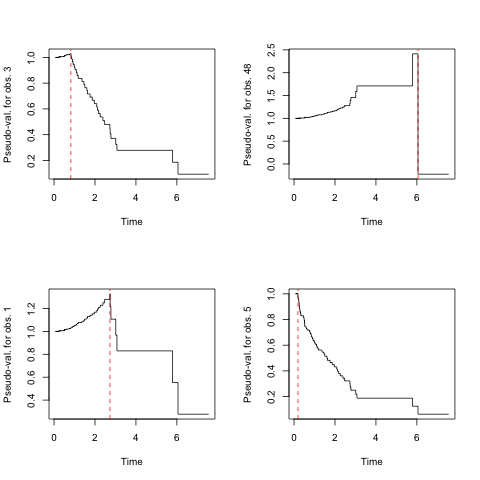 Pseudo-val. for obs. 3
1.0
0.8
0.6
0.4
0.2
0 2 4 6
Time
Pseudo-val. for obs. 48
2.5
2.0
1.5
1.0
0.5
0.0
0 2 4 6
Time
Pseudo-val. for obs. 1
1.2
1.0
0.8
0.6
0.4
0 2 4 6
Time
Pseudo-val. for obs. 5
1.0
0.8
0.6
0.4
0.2
0 2 4 6
Time